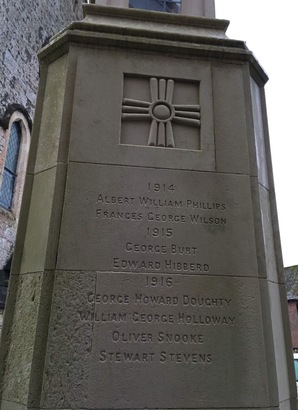 1914
Albert William Phillips
Frances George Wilson
1915
George Burt
Edward Hibberd
1916
George Howard Doughty
William George Holloway
Oliver Snooke
Stewart Stevens